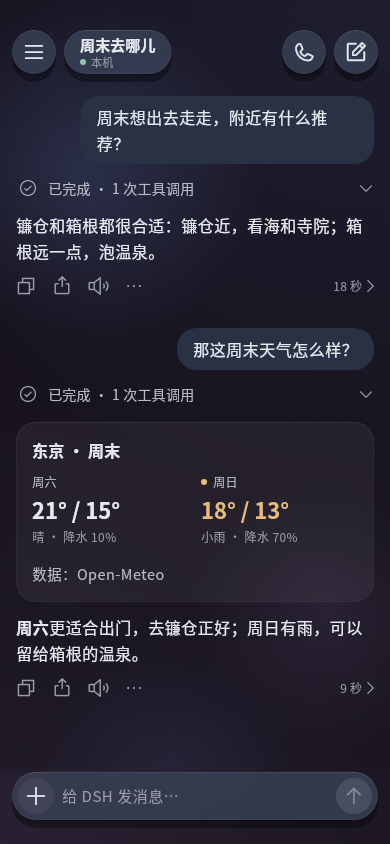 周末去哪儿
本机
周末想出去走走，附近有什么推
荐？
已完成 · 1 次工具调用
镰仓和箱根都很合适：镰仓近，看海和寺院；箱
根远一点，泡温泉。
18 秒
那这周末天气怎么样？
已完成 · 1 次工具调用
东京 · 周末
周六
周日
21° / 15°
18° / 13°
晴 · 降水 10%
小雨 · 降水 70%
数据：Open-Meteo
周六更适合出门，去镰仓正好；周日有雨，可以
留给箱根的温泉。
9 秒
给 DSH 发消息…